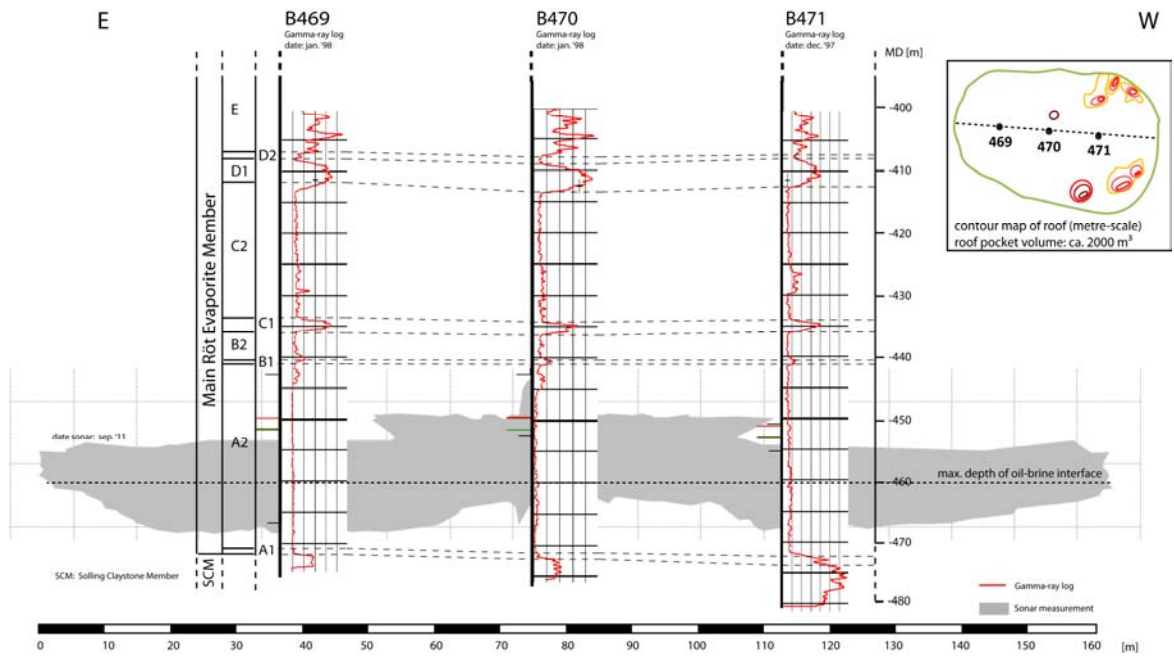 E
B469
Gamma-ray log
date: jan. '98
B470
Gamma-ray log
date: jan. '98
B471
Gamma-ray log
date: dec. '97
W
MD [m]
-400
-410
-420
-430
-440
-450
-460
-470
-480
Main Röt Evaporite Member
SCM
E
D2
D1
C2
C1
B2
B1
A2
A1
469
470
471
contour map of roof (metre-scale)
roof pocket volume: ca. 2000 m³
date sonar: sep. '11
max. depth of oil-brine interface
SCM: Solling Claystone Member
Gamma-ray log
Sonar measurement
0 10 20 30 40 50 60 70 80 90 100 110 120 130 140 150 160 [m]